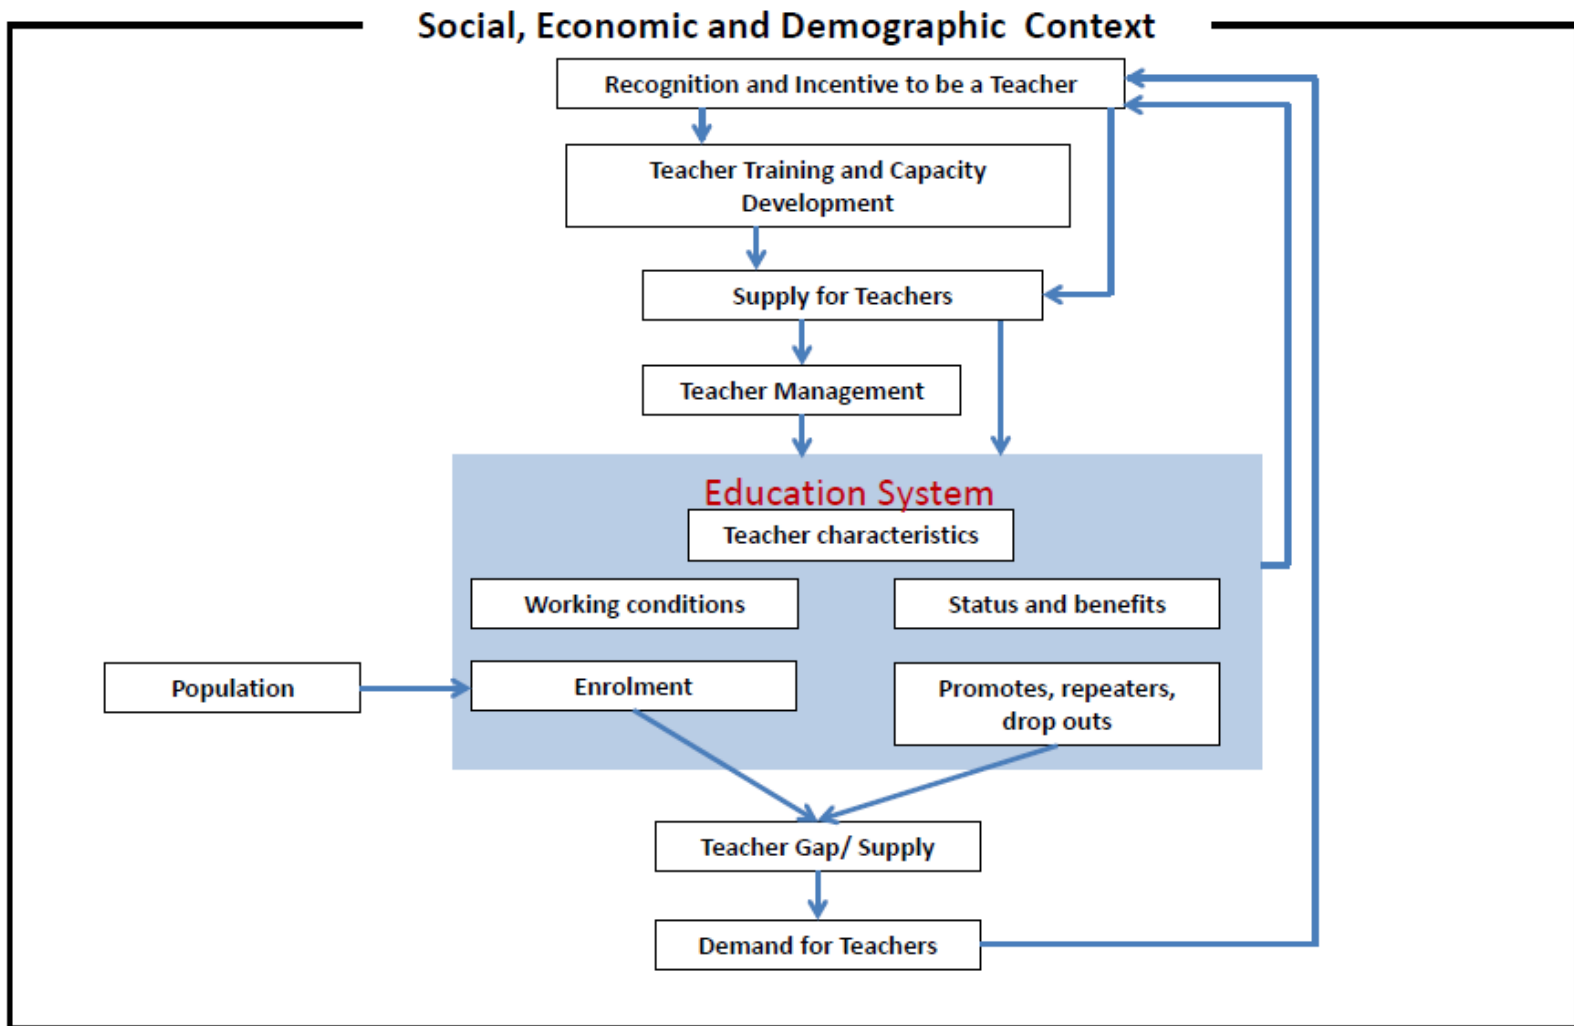 Social, Economic and Demographic Context
Recognition and Incentive to be a Teacher
Teacher Training and Capacity
Development
Supply for Teachers
Teacher Management
Education System
Teacher characteristics
Working conditions
Status and benefits
Population
Enrolment
Promotes, repeaters,
drop outs
Teacher Gap/ Supply
Demand for Teachers